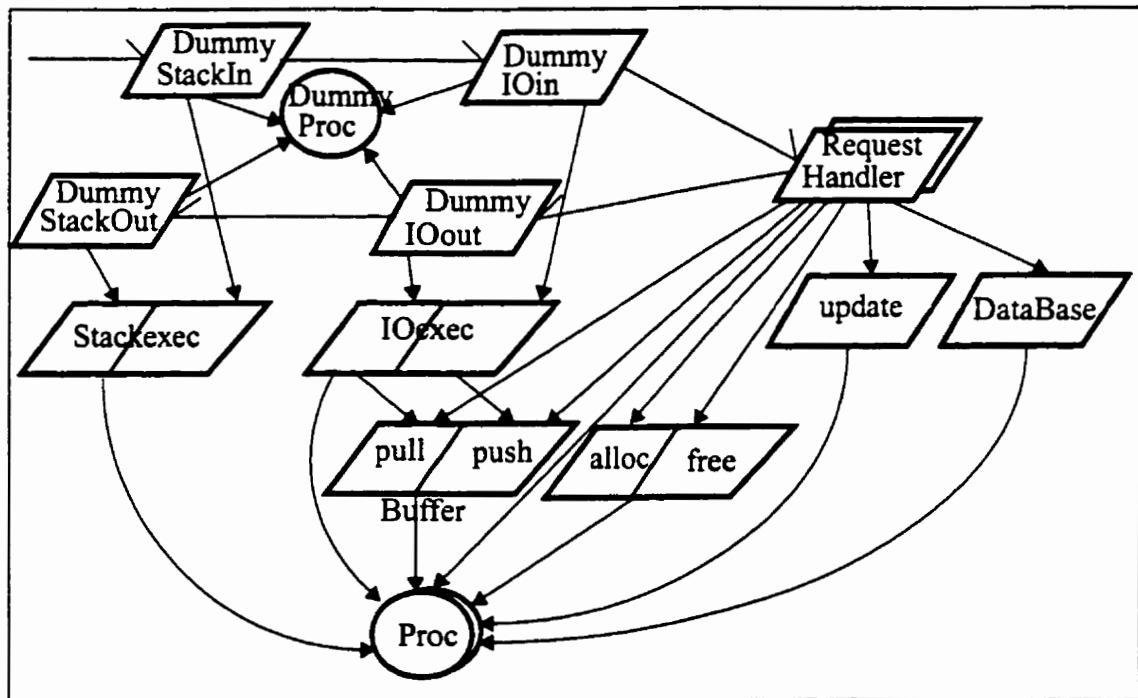 Dummy
StackIn
Dummy
IOin
Dummy
Proc
Request
Handler
Dummy
StackOut
Dummy
IOout
Stackexec
IOexec
update
DataBase
pull
push
alloc
free
Buffer
Proc